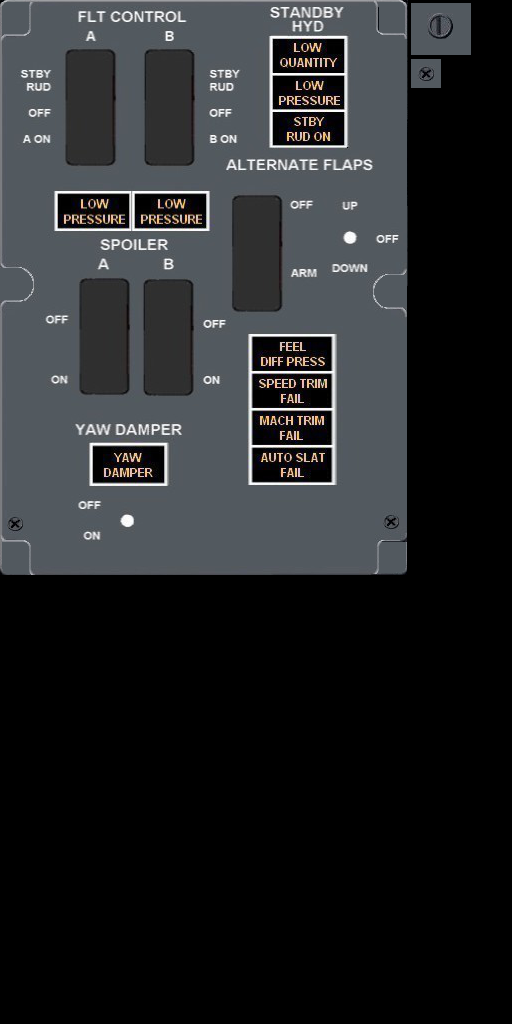 FLT CONTROL
A B
STANDBY
HYD
LOW
QUANTITY
LOW
PRESSURE
STBY
RUD ON
STBY
RUD
OFF
A ON
STBY
RUD
OFF
B ON
ALTERNATE FLAPS
OFF
ARM
UP
OFF
DOWN
LOW
PRESSURE
LOW
PRESSURE
SPOILER
A B
OFF
ON
OFF
ON
FEEL
DIFF PRESS
SPEED TRIM
FAIL
MACH TRIM
FAIL
AUTO SLAT
FAIL
YAW DAMPER
YAW
DAMPER
OFF
ON